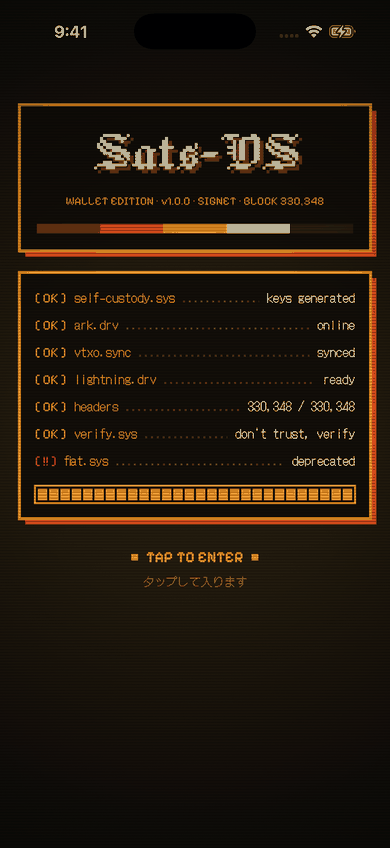 9:41
Sats-OS
WALLET EDITION · v1.0.0 · SIGNET · BLOCK 330,348
[OK] self-custody.sys ............ keys generated
[OK] ark.drv ............................ online
[OK] vtxo.sync .......................... synced
[OK] lightning.drv ...................... ready
[OK] headers ................. 330,348 / 330,348
[OK] verify.sys ............. don't trust, verify
[!!] fiat.sys ......................... deprecated
TAP TO ENTER
タップして入ります